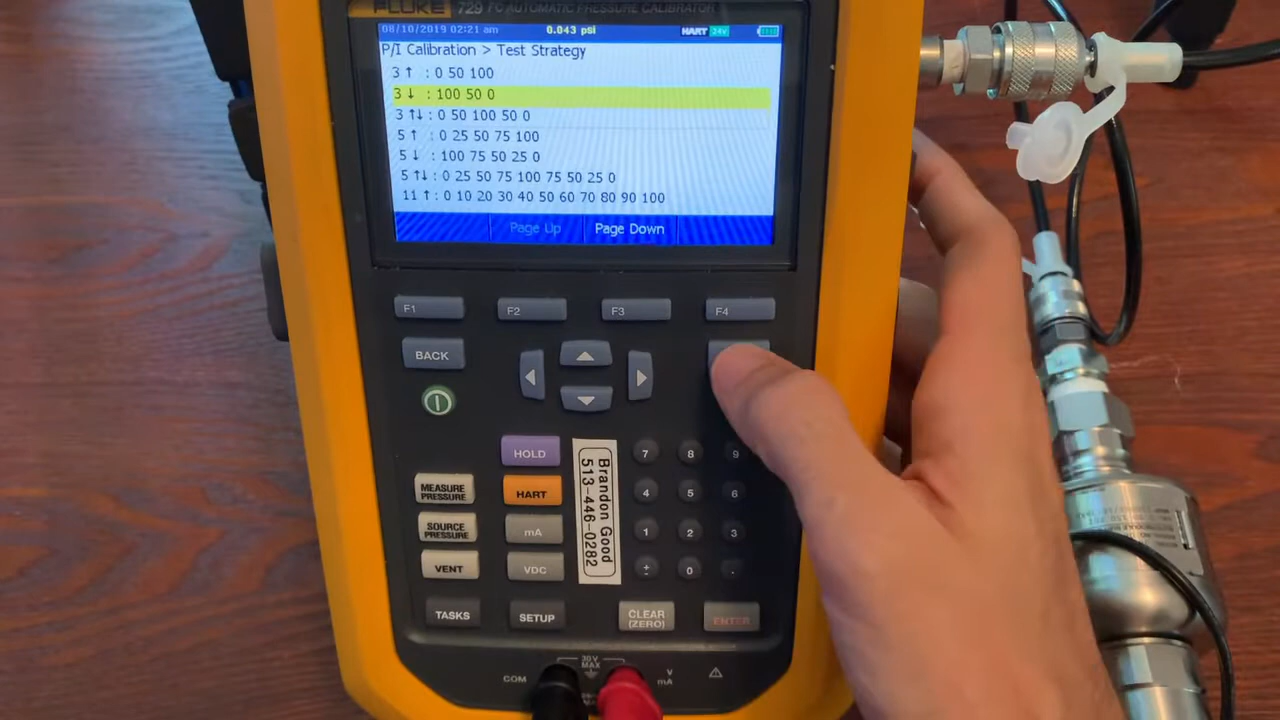 FLUKE 729 FC AUTOMATIC PRESSURE CALIBRATOR
08/10/2019 02:21 am 0.043 psi HART 24V
P/I Calibration > Test Strategy
3 ↑ : 0 50 100
3 ↓ : 100 50 0
3 ↑↓ : 0 50 100 50 0
5 ↑ : 0 25 50 75 100
5 ↓ : 100 75 50 25 0
5 ↑↓ : 0 25 50 75 100 75 50 25 0
11 ↑ : 0 10 20 30 40 50 60 70 80 90 100
Page Up Page Down
F1 F2 F3 F4
BACK
HOLD
7 8 9
MEASURE
PRESSURE
HART
4 5 6
SOURCE
PRESSURE
mA
1 2 3
VENT
VDC
± 0 .
Brandon Good
513-446-0282
TASKS SETUP
CLEAR
(ZERO)
ENTER
30V
MAX
COM
V
mA